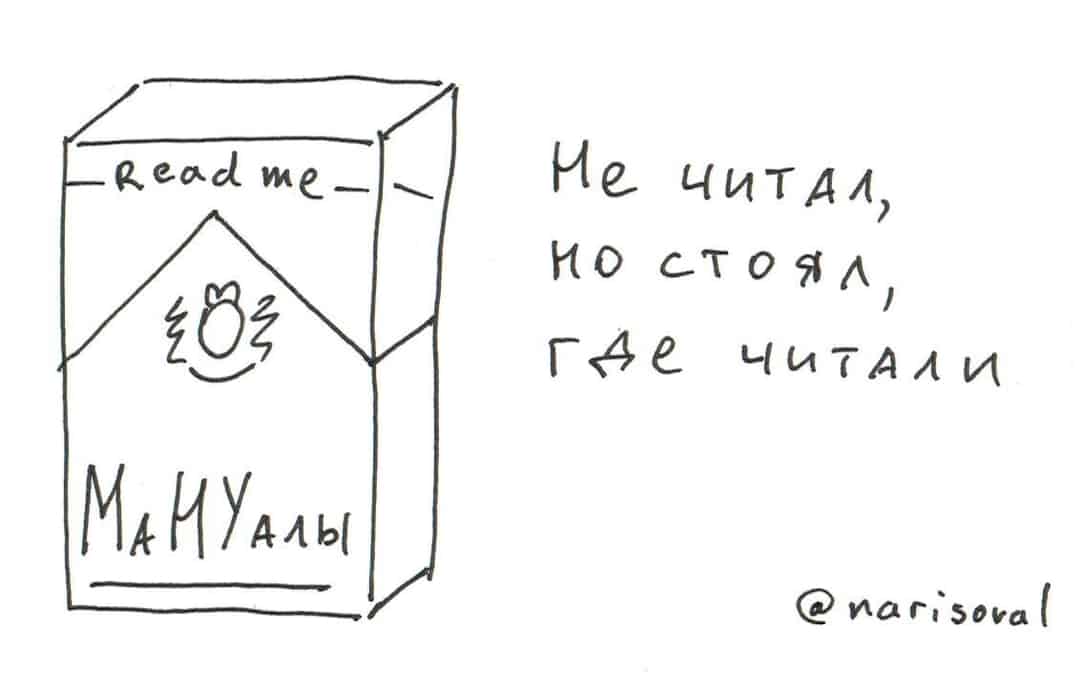 Read me
МаНУалы
Не читал,
но стоял,
где читали
@narisoval